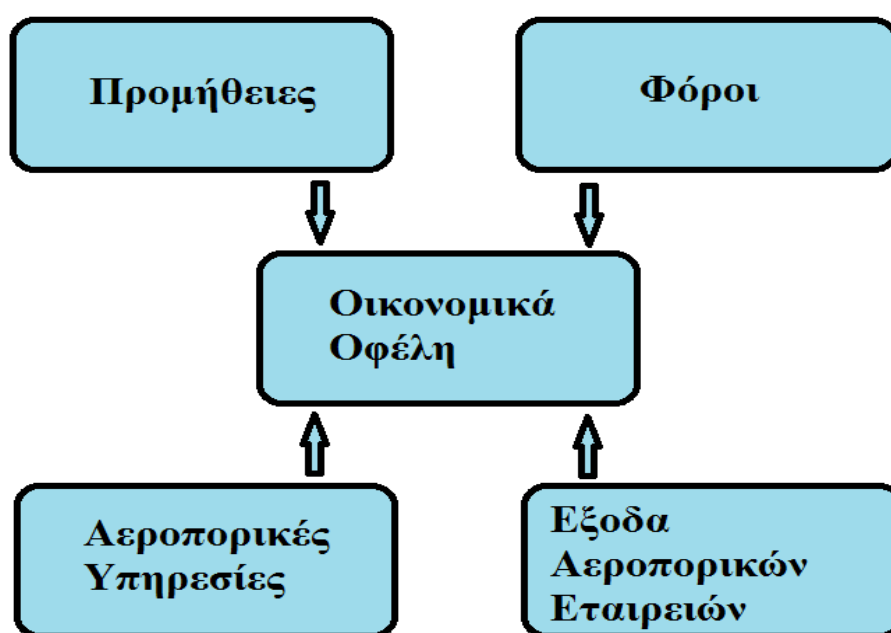 Προμήθειες
Φόροι
Οικονομικά
Οφέλη
Αεροπορικές
Υπηρεσίες
Εξοδα
Αεροπορικών
Εταιρειών